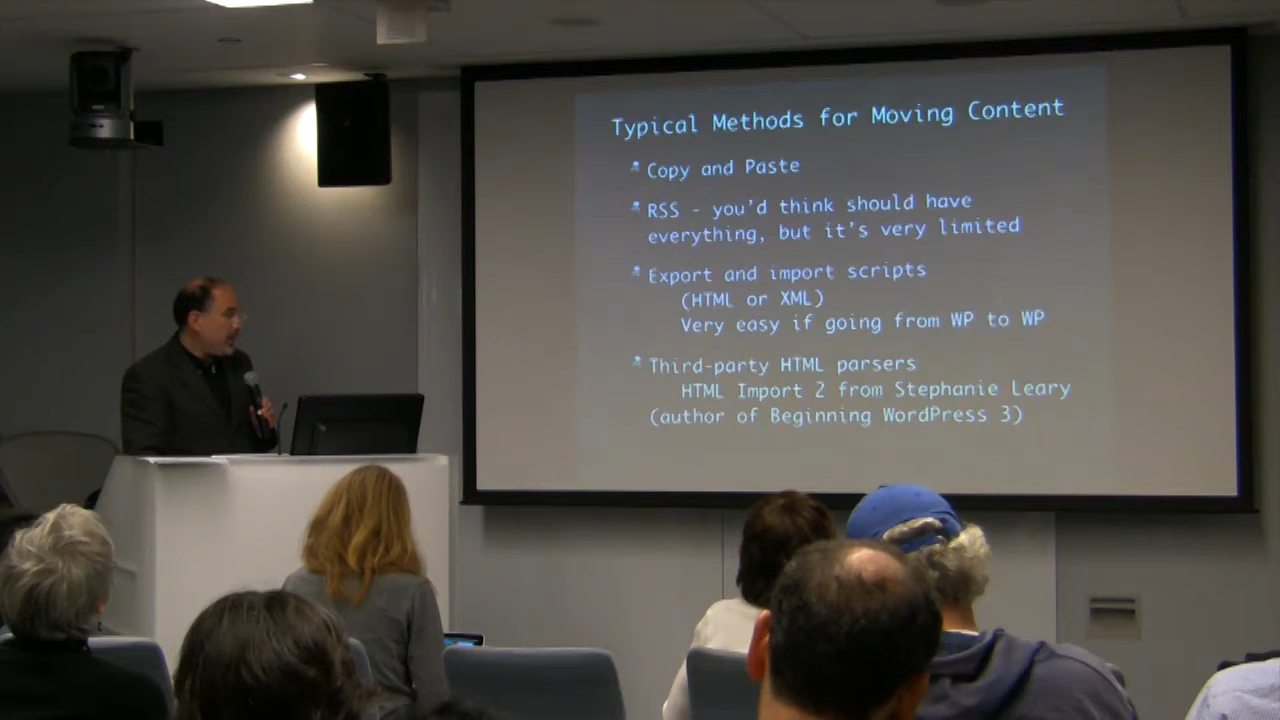 Typical Methods for Moving Content
Copy and Paste
RSS - you'd think should have
everything, but it's very limited
Export and import scripts
(HTML or XML)
Very easy if going from WP to WP
Third-party HTML parsers
HTML Import 2 from Stephanie Leary
(author of Beginning WordPress 3)